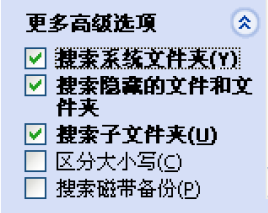 更多高级选项
搜索系统文件夹(Y)
搜索隐藏的文件和文
件夹
搜索子文件夹(U)
区分大小写(C)
搜索磁带备份(P)